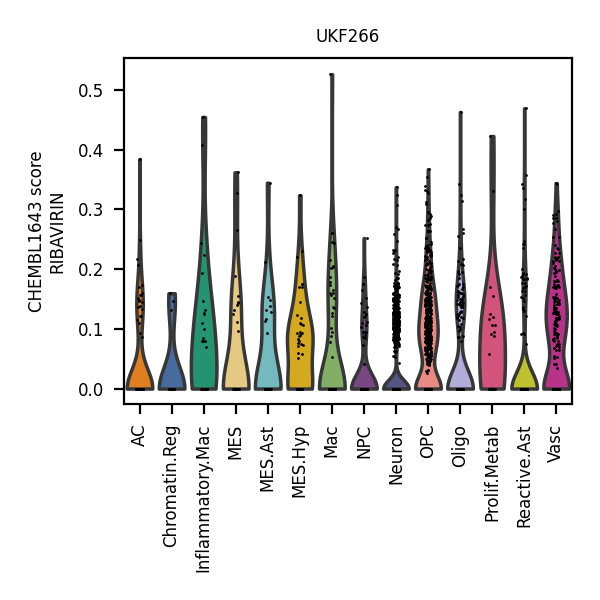 UKF266
CHEMBL1643 score
RIBAVIRIN
0.5
0.4
0.3
0.2
0.1
0.0
AC
Chromatin.Reg
Inflammatory.Mac
MES
MES.Ast
MES.Hyp
Mac
NPC
Neuron
OPC
Oligo
Prolif.Metab
Reactive.Ast
Vasc